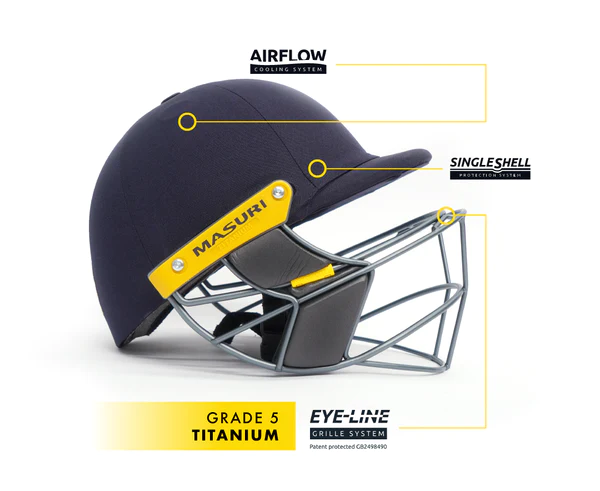 AIRFLOW
COOLING SYSTEM
SINGLESHELL
PROTECTION SYSTEM
MASURI
GRADE 5
TITANIUM
EYE-LINE
GRILLE SYSTEM
Patent protected GB2498490